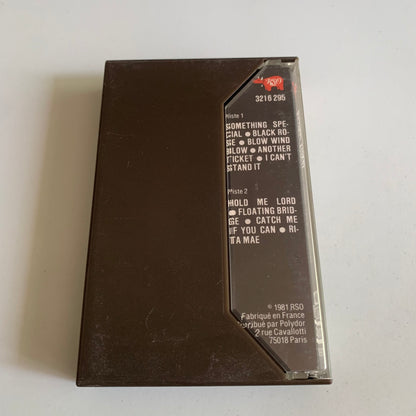 RSO
3216 295
Piste 1
SOMETHING SPE-
CIAL ● BLACK RO-
SE ● BLOW WIND
BLOW ● ANOTHER
TICKET ● I CAN'T
STAND IT
Piste 2
HOLD ME LORD
● FLOATING BRID-
GE ● CATCH ME
IF YOU CAN ● RI-
TA MAE
© 1981 RSO
Fabriqué en France
Distribué par Polydor
2 rue Cavallotti
75018 Paris